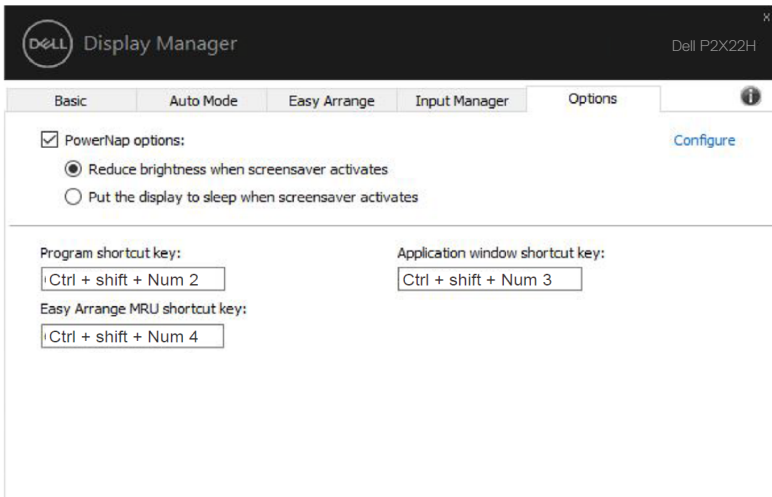 x
DELL Display Manager
Dell P2X22H
Basic Auto Mode Easy Arrange Input Manager Options i
PowerNap options: Configure
Reduce brightness when screensaver activates
Put the display to sleep when screensaver activates
Program shortcut key: Application window shortcut key:
Ctrl + shift + Num 2 Ctrl + shift + Num 3
Easy Arrange MRU shortcut key:
Ctrl + shift + Num 4